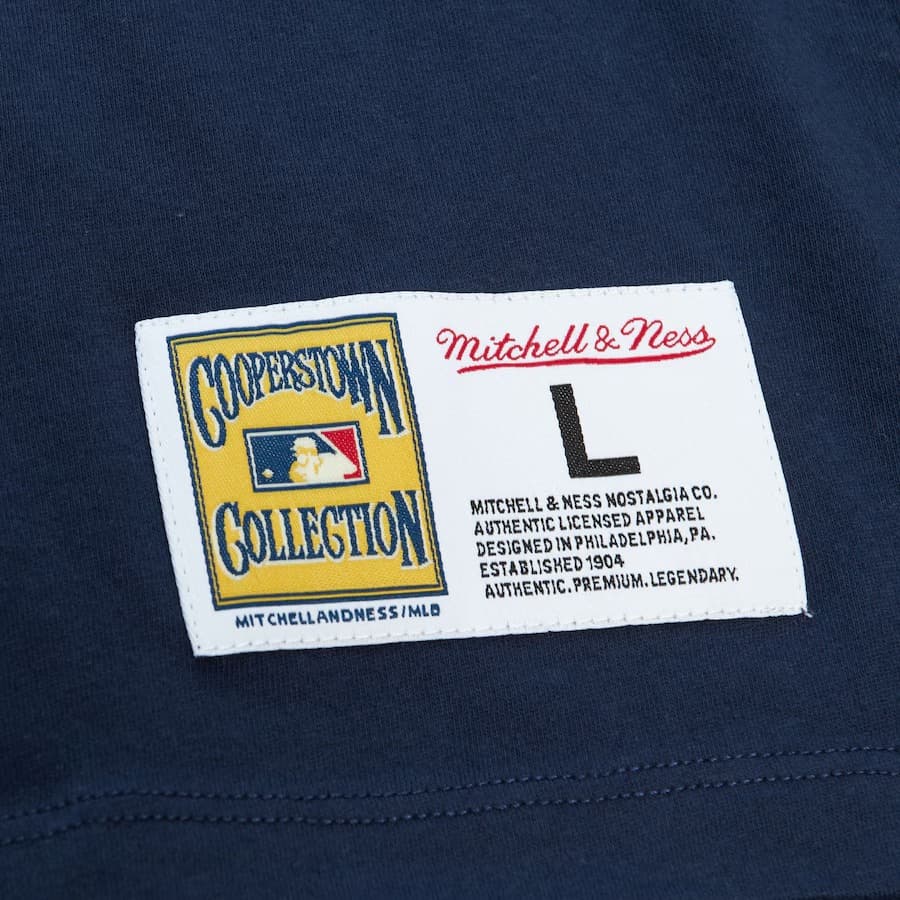 COOPERSTOWN
COLLECTION
MITCHELLANDNESS/MLB
Mitchell & Ness
L
MITCHELL & NESS NOSTALGIA CO.
AUTHENTIC LICENSED APPAREL
DESIGNED IN PHILADELPHIA, PA.
ESTABLISHED 1904
AUTHENTIC. PREMIUM. LEGENDARY.